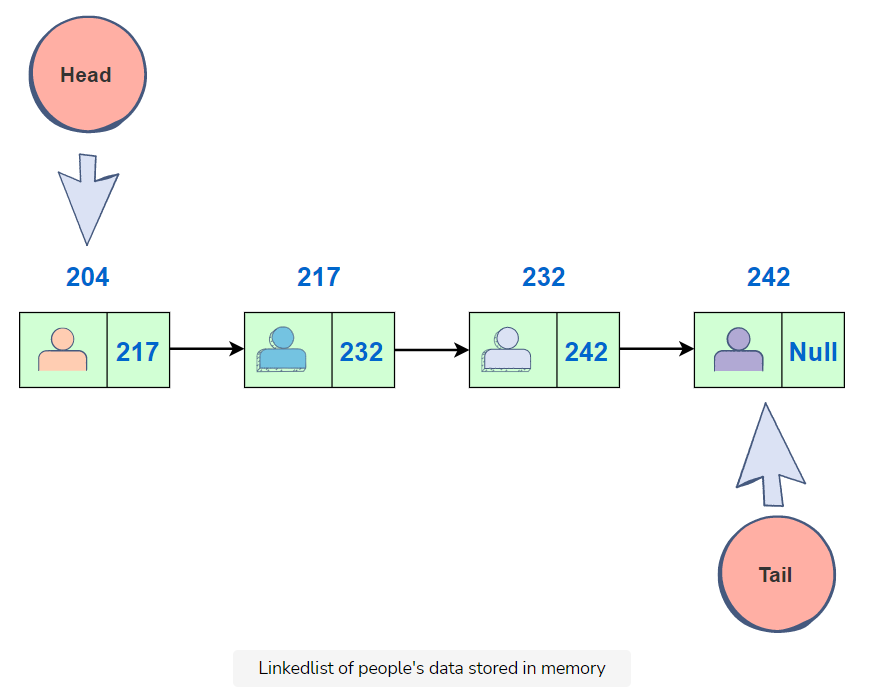 Head
204 217 232 242
217 232 242 Null
Tail
Linkedlist of people's data stored in memory